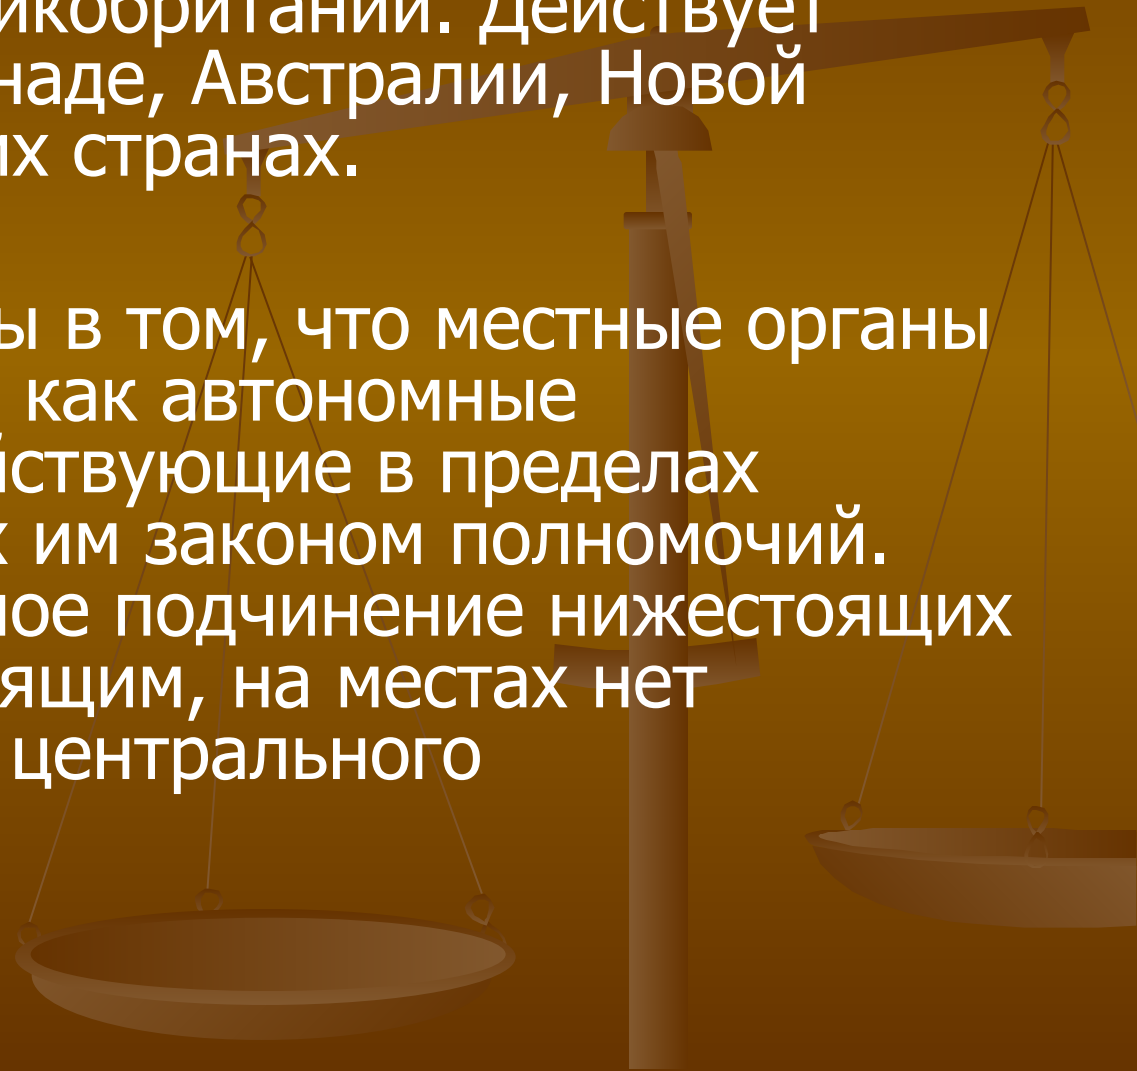 икобритании. Действует
наде, Австралии, Новой
их странах.
ы в том, что местные органы
как автономные
йствующие в пределах
х им законом полномочий.
ное подчинение нижестоящих
ящим, на местах нет
центрального